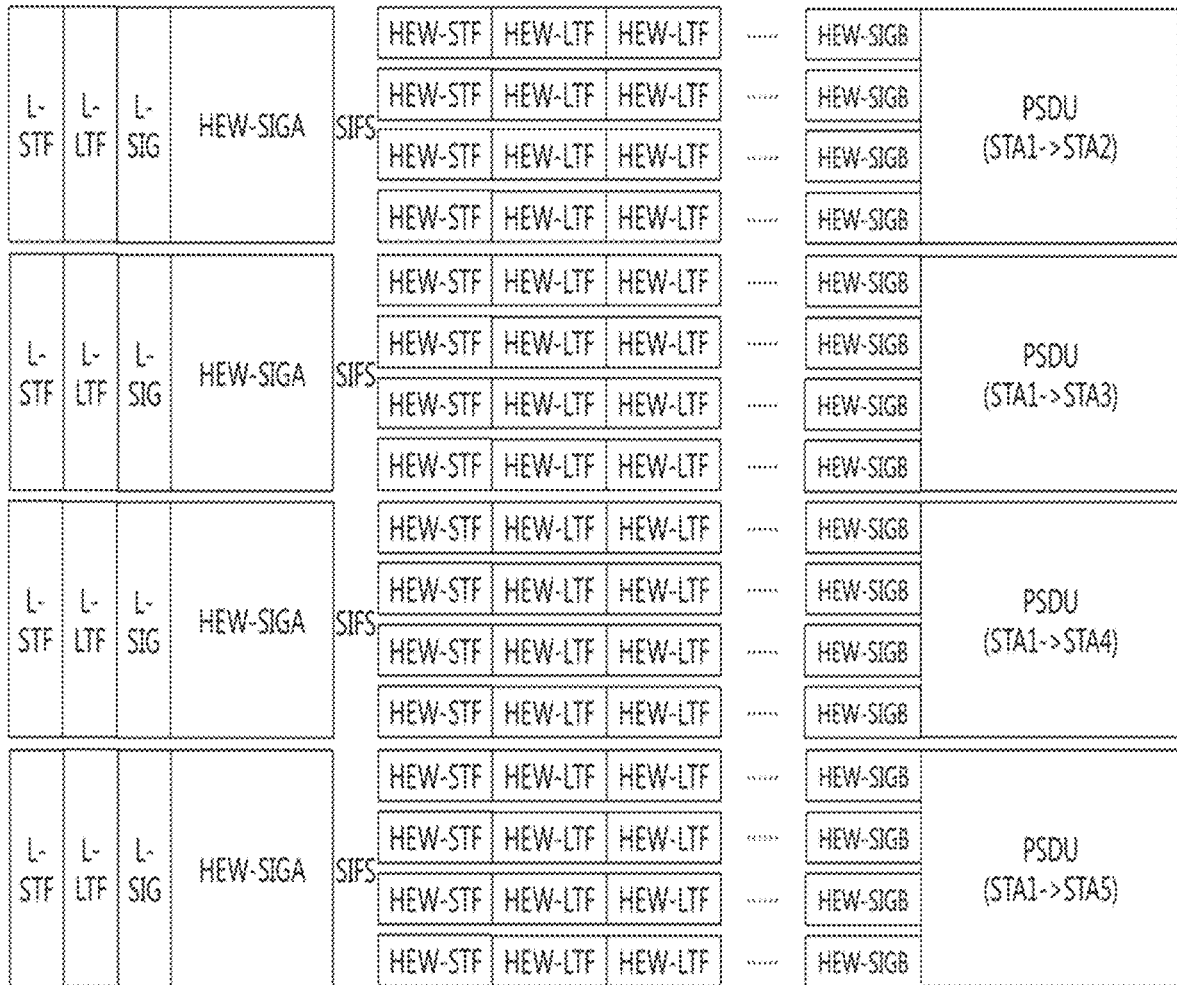 HEW-STF HEW-LTF HEW-LTF ...... HEW-SIGB
HEW-STF HEW-LTF HEW-LTF ...... HEW-SIGB
L-STF L-LTF L-SIG HEW-SIGA SIFS PSDU (STA1->STA2)
HEW-STF HEW-LTF HEW-LTF ...... HEW-SIGB
HEW-STF HEW-LTF HEW-LTF ...... HEW-SIGB
HEW-STF HEW-LTF HEW-LTF ...... HEW-SIGB
HEW-STF HEW-LTF HEW-LTF ...... HEW-SIGB
L-STF L-LTF L-SIG HEW-SIGA SIFS PSDU (STA1->STA3)
HEW-STF HEW-LTF HEW-LTF ...... HEW-SIGB
HEW-STF HEW-LTF HEW-LTF ...... HEW-SIGB
HEW-STF HEW-LTF HEW-LTF ...... HEW-SIGB
HEW-STF HEW-LTF HEW-LTF ...... HEW-SIGB
L-STF L-LTF L-SIG HEW-SIGA SIFS PSDU (STA1->STA4)
HEW-STF HEW-LTF HEW-LTF ...... HEW-SIGB
HEW-STF HEW-LTF HEW-LTF ...... HEW-SIGB
HEW-STF HEW-LTF HEW-LTF ...... HEW-SIGB
HEW-STF HEW-LTF HEW-LTF ...... HEW-SIGB
L-STF L-LTF L-SIG HEW-SIGA SIFS PSDU (STA1->STA5)
HEW-STF HEW-LTF HEW-LTF ...... HEW-SIGB
HEW-STF HEW-LTF HEW-LTF ...... HEW-SIGB